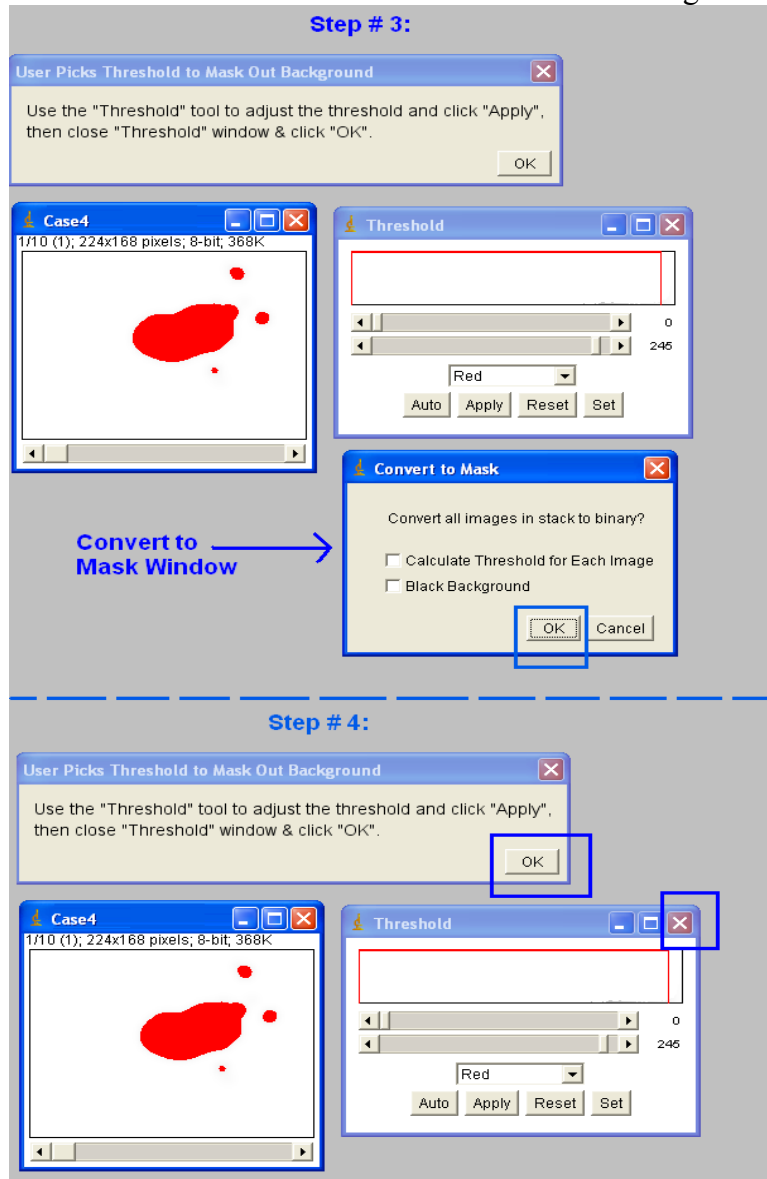 Step # 3:
User Picks Threshold to Mask Out Background
Use the "Threshold" tool to adjust the threshold and click "Apply",
then close "Threshold" window & click "OK".
OK
Case4
1/10 (1); 224x168 pixels; 8-bit; 368K
Threshold
0
245
Red
Auto Apply Reset Set
Convert to Mask
Convert all images in stack to binary?
Calculate Threshold for Each Image
Black Background
OK Cancel
Convert to
Mask Window
Step # 4:
User Picks Threshold to Mask Out Background
Use the "Threshold" tool to adjust the threshold and click "Apply",
then close "Threshold" window & click "OK".
OK
Case4
1/10 (1); 224x168 pixels; 8-bit; 368K
Threshold
0
245
Red
Auto Apply Reset Set